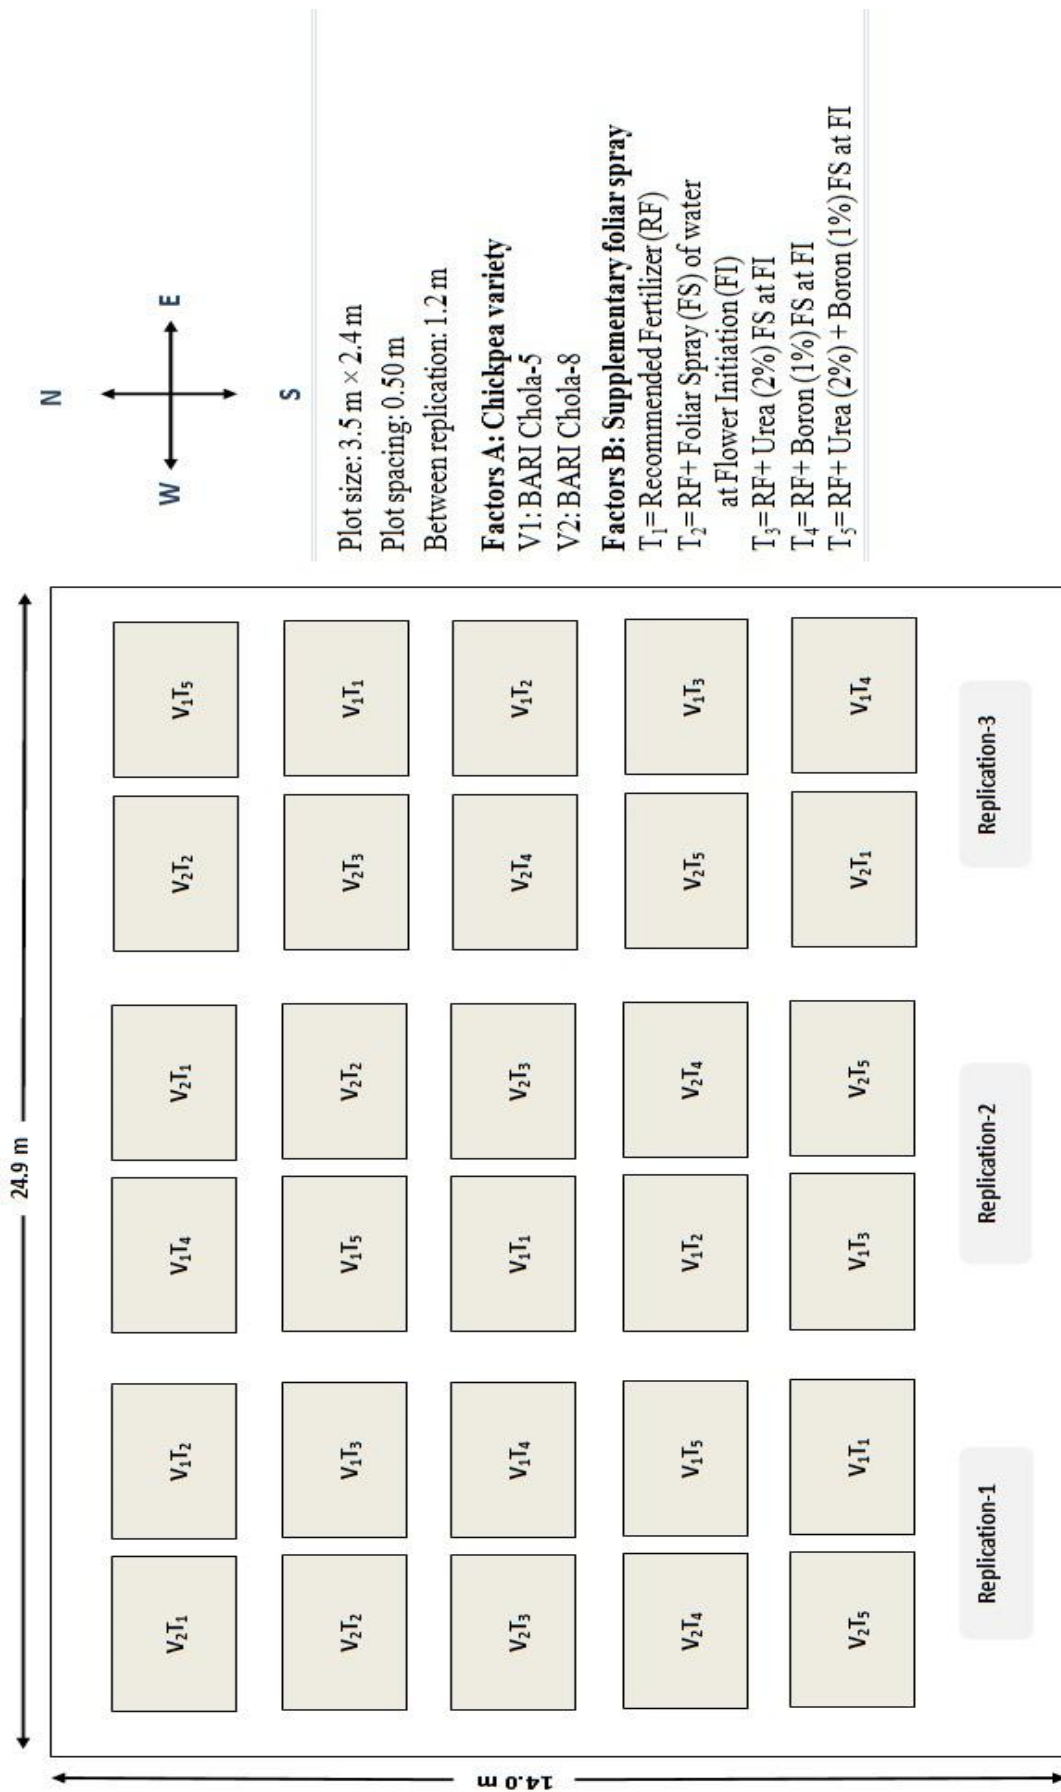 24.9 m
14.0 m
V₂T₁
V₁T₂
V₁T₄
V₂T₁
V₂T₂
V₁T₅
V₂T₂
V₁T₃
V₁T₅
V₂T₂
V₂T₃
V₁T₁
V₂T₃
V₁T₄
V₁T₁
V₂T₃
V₂T₄
V₁T₂
V₂T₄
V₁T₅
V₁T₂
V₂T₄
V₂T₅
V₁T₃
V₂T₅
V₁T₁
V₁T₃
V₂T₅
V₂T₁
V₁T₄
Replication-1
Replication-2
Replication-3
N
W
E
S
Plot size: 3.5 m × 2.4 m
Plot spacing: 0.50 m
Between replication: 1.2 m
Factors A: Chickpea variety
V1: BARI Chola-5
V2: BARI Chola-8
Factors B: Supplementary foliar spray
T₁=Recommended Fertilizer (RF)
T₂=RF+ Foliar Spray (FS) of water
at Flower Initiation (FI)
T₃=RF+ Urea (2%) FS at FI
T₄=RF+ Boron (1%) FS at FI
T₅=RF+ Urea (2%) + Boron (1%) FS at FI